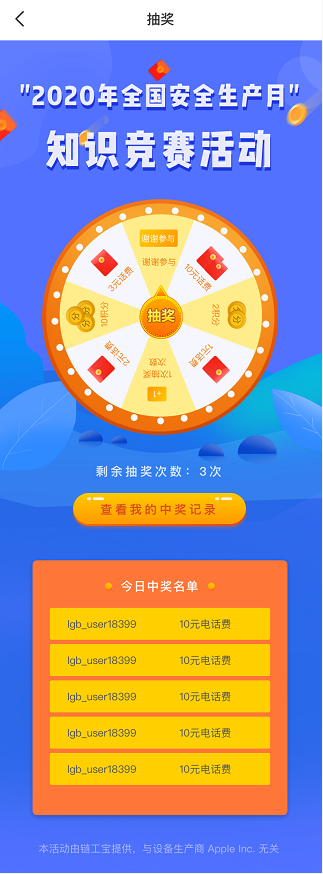 抽奖
"2020年全国安全生产月"
知识竞赛活动
谢谢参与
谢谢参与
10元话费
2积分
1元话费
+1
1次抽奖
次数
2元话费
10积分
3元话费
抽奖
剩余抽奖次数：3次
查看我的中奖记录
今日中奖名单
lgb_user18399 10元电话费
lgb_user18399 10元电话费
lgb_user18399 10元电话费
lgb_user18399 10元电话费
lgb_user18399 10元电话费
本活动由链工宝提供，与设备生产商 Apple Inc. 无关